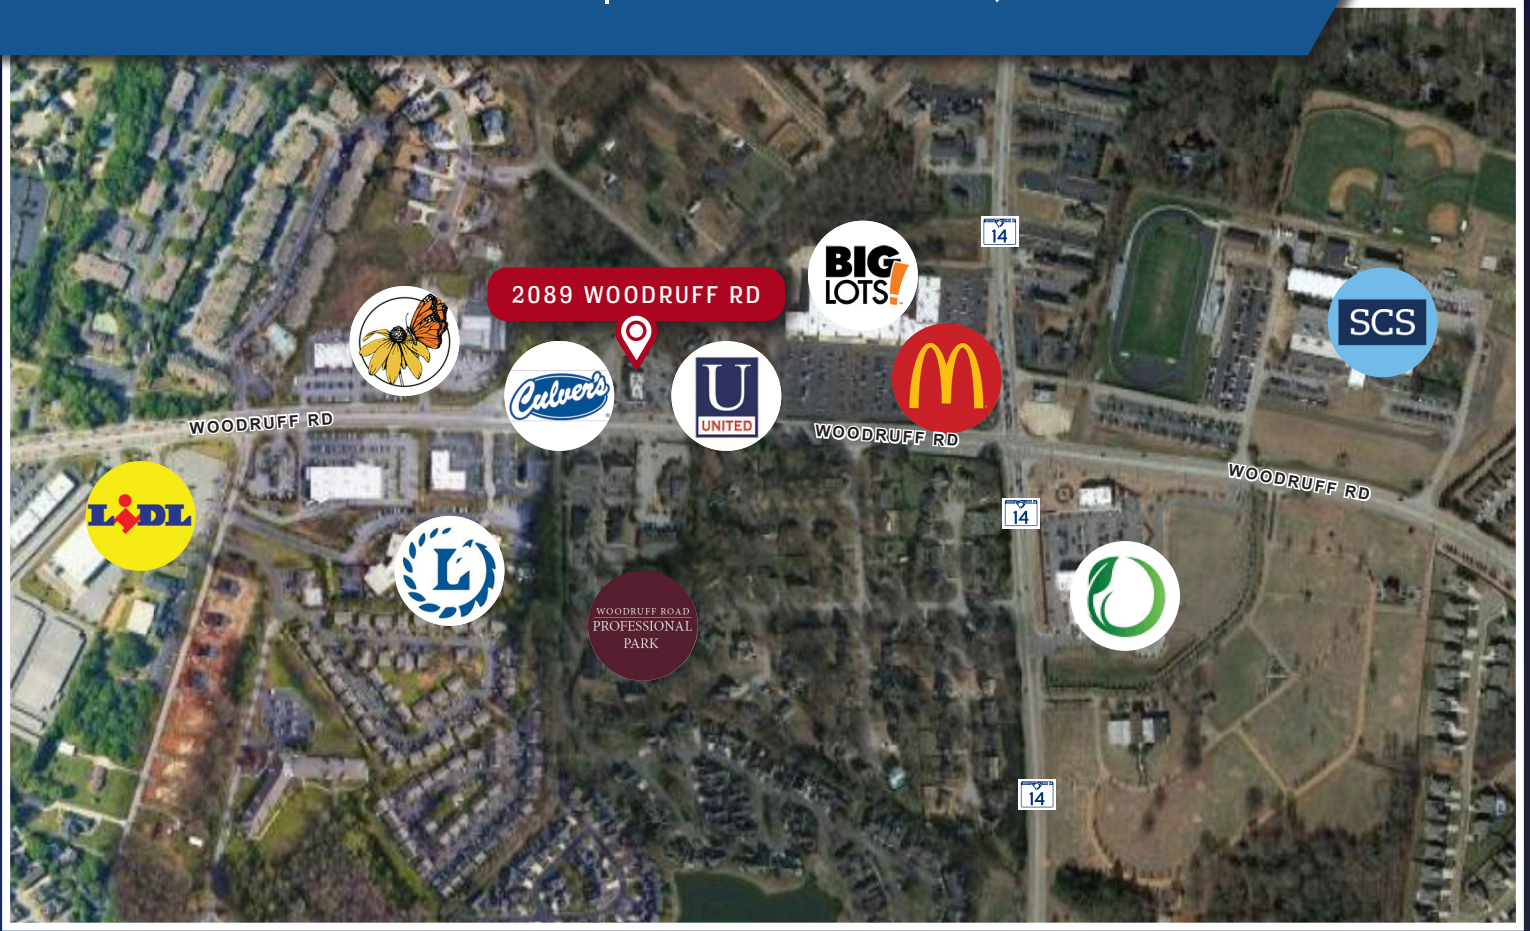 14
BIG
LOTS!
2089 WOODRUFF RD
SCS
Culver's
U
UNITED
WOODRUFF RD
WOODRUFF RD
WOODRUFF RD
LIDL
14
L
WOODRUFF ROAD
PROFESSIONAL
PARK
14